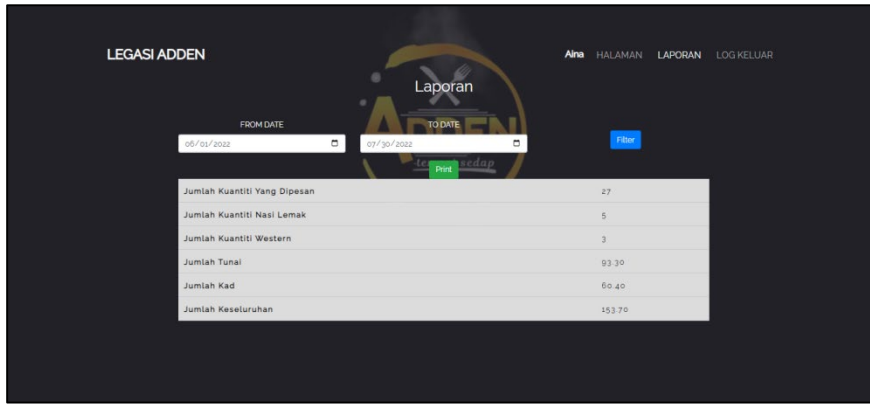 LEGASI ADDEN
Aina HALAMAN LAPORAN LOG KELUAR
Laporan
ADDEN
FROM DATE TO DATE
06/01/2022 07/30/2022 Filter
sedap
Print
Jumlah Kuantiti Yang Dipesan 27
Jumlah Kuantiti Nasi Lemak 5
Jumlah Kuantiti Western 3
Jumlah Tunai 93.30
Jumlah Kad 60.40
Jumlah Keseluruhan 153.70